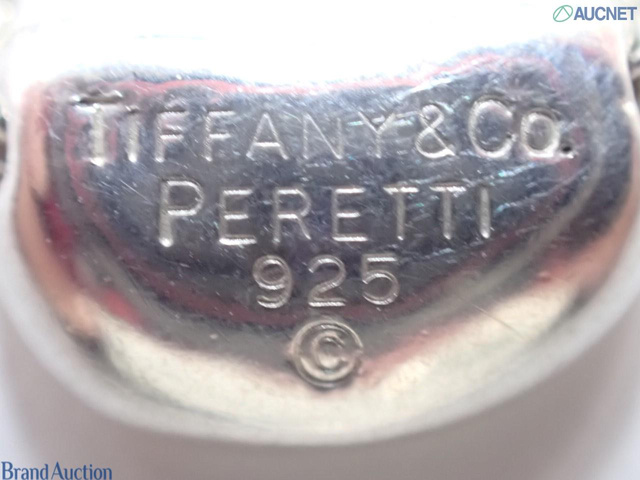 AUCNET
TIFFANY & CO.
PERETTI
925
©
Brand Auction